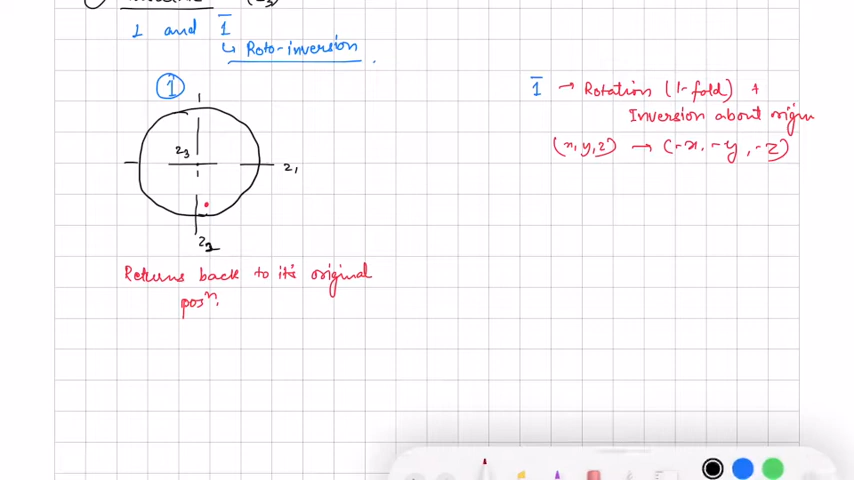 1 and 1̄
↳ Roto-inversion
1
1̄ → Rotation (1-fold) +
Inversion about origin
(x, y, z) → (-x, -y, -z)
z₃
z₁
z₂
Returns back to it's original
posⁿ.